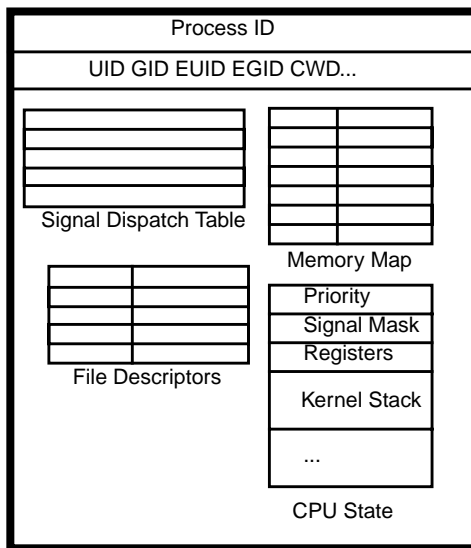 Process ID
UID GID EUID EGID CWD...
Signal Dispatch Table
Memory Map
File Descriptors
Priority
Signal Mask
Registers
Kernel Stack
...
CPU State